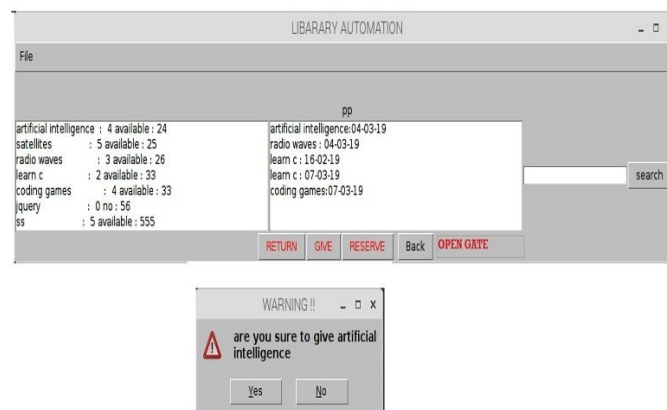 LIBARARY AUTOMATION
File
pp
artificial intelligence : 4 available : 24
satellites : 5 available : 25
radio waves : 3 available : 26
learn c : 2 available : 33
coding games : 4 available : 33
jquery : 0 no : 56
ss : 5 available : 555
artificial intelligence:04-03-19
radio waves : 04-03-19
learn c : 16-02-19
learn c : 07-03-19
coding games:07-03-19
search
RETURN GIVE RESERVE Back OPEN GATE
WARNING !!
are you sure to give artificial
intelligence
Yes No